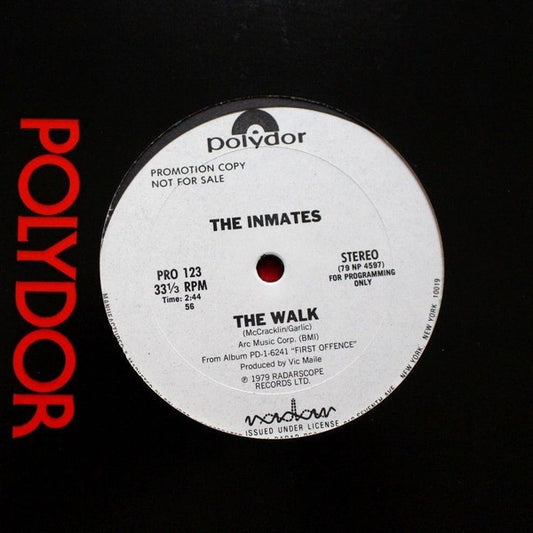 POLYDOR
polydor
PROMOTION COPY
NOT FOR SALE
THE INMATES
PRO 123
33⅓ RPM
Time: 2:44
56
STEREO
(79 NP 4597)
FOR PROGRAMMING
ONLY
THE WALK
(McCracklin/Garlic)
Arc Music Corp. (BMI)
From Album PD-1-6241 "FIRST OFFENCE"
Produced by Vic Maile
℗ 1979 RADARSCOPE
RECORDS LTD.
radar
ISSUED UNDER LICENSE
NEW YORK, NEW YORK 10019